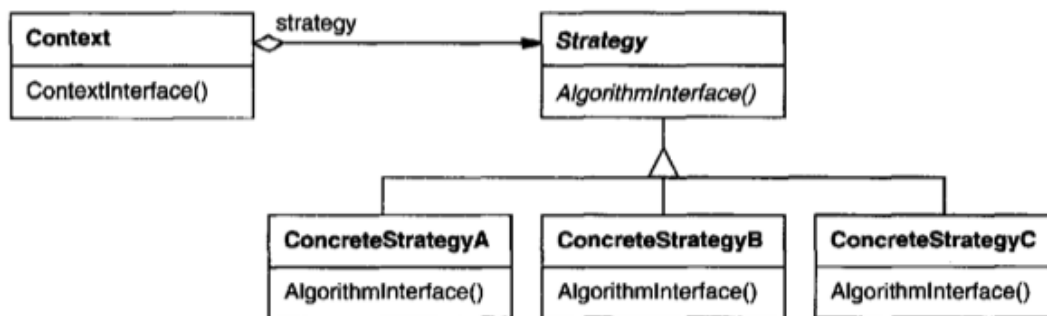 strategy
Context
Strategy
ContextInterface()
AlgorithmInterface()
ConcreteStrategyA
ConcreteStrategyB
ConcreteStrategyC
AlgorithmInterface()
AlgorithmInterface()
AlgorithmInterface()